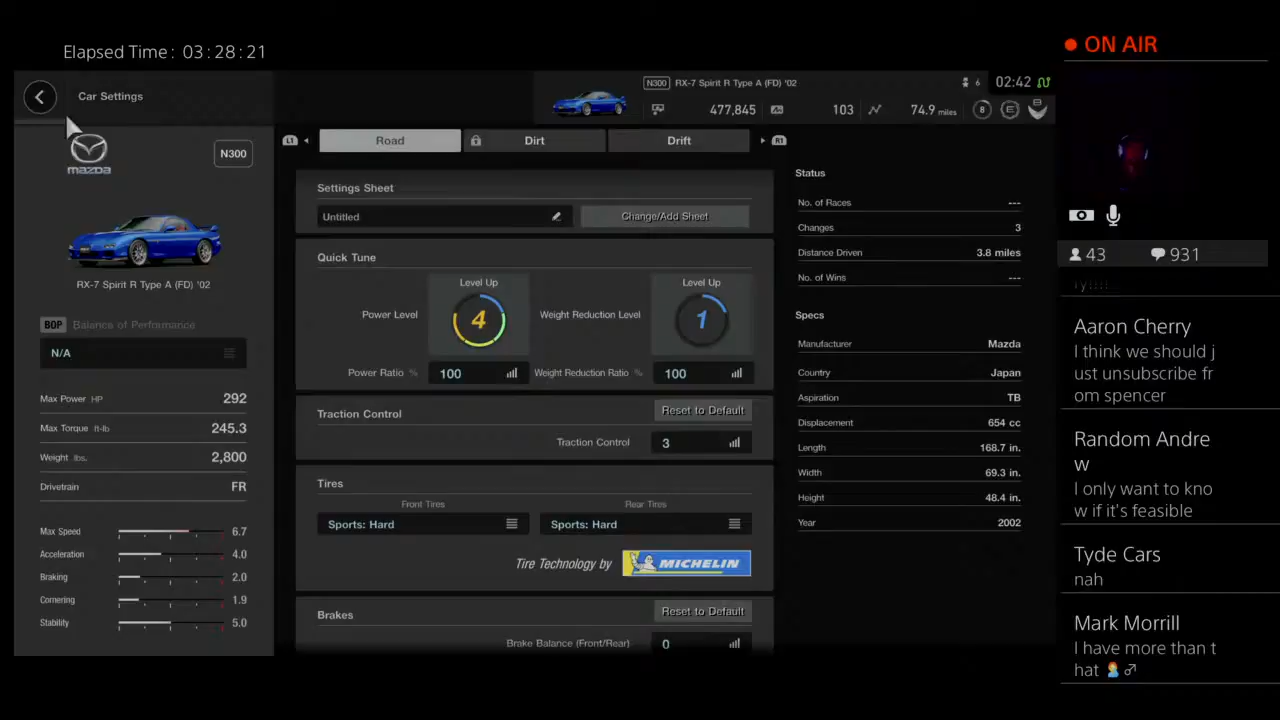 Elapsed Time: 03:28:21
ON AIR
Car Settings
N300 RX-7 Spirit R Type A (FD) '02
6 02:42
477,845 103 74.9 miles 8 E B
mazda
N300
L1 Road Dirt Drift R1
RX-7 Spirit R Type A (FD) '02
BOP Balance of Performance
N/A
Max Power HP 292
Max Torque ft-lb 245.3
Weight lbs. 2,800
Drivetrain FR
Max Speed 6.7
Acceleration 4.0
Braking 2.0
Cornering 1.9
Stability 5.0
Settings Sheet
Untitled Change/Add Sheet
Quick Tune
Level Up Level Up
Power Level 4 Weight Reduction Level 1
Power Ratio % 100 Weight Reduction Ratio % 100
Traction Control Reset to Default
Traction Control 3
Tires
Front Tires Rear Tires
Sports: Hard Sports: Hard
Tire Technology by MICHELIN
Brakes Reset to Default
Brake Balance (Front/Rear) 0
Status
No. of Races ---
Changes 3
Distance Driven 3.8 miles
No. of Wins ---
Specs
Manufacturer Mazda
Country Japan
Aspiration TB
Displacement 654 cc
Length 168.7 in.
Width 69.3 in.
Height 48.4 in.
Year 2002
43 931
Aaron Cherry
I think we should j
ust unsubscribe fr
om spencer
Random Andre
w
I only want to kno
w if it's feasible
Tyde Cars
nah
Mark Morrill
I have more than t
hat 🤦‍♂